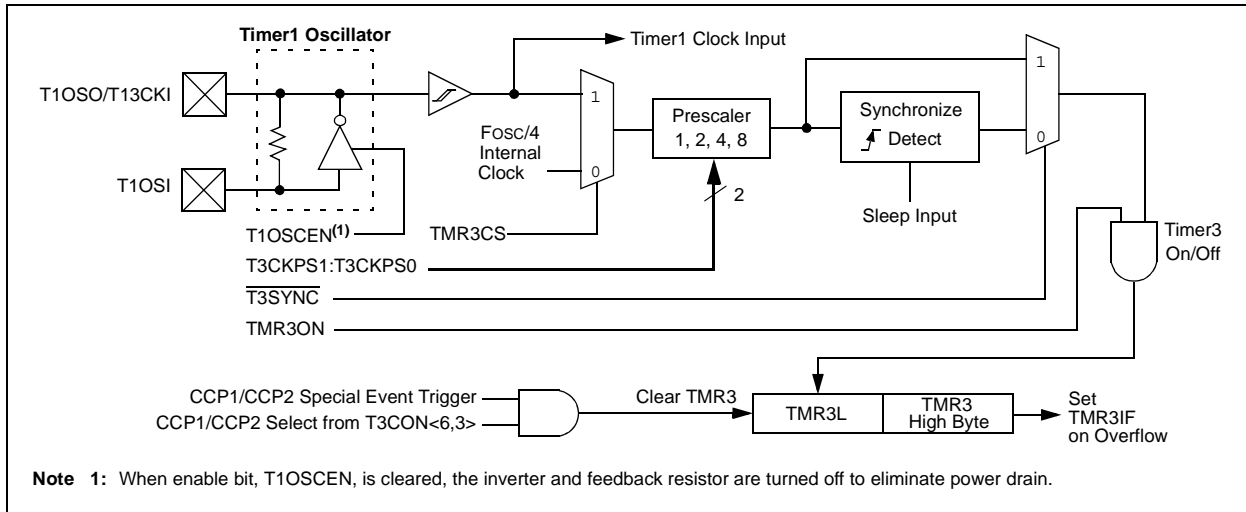 Timer1 Oscillator
Timer1 Clock Input
T1OSO/T13CKI
1
FOSC/4
Internal
Clock
0
Prescaler
1, 2, 4, 8
Synchronize
Detect
1
0
2
T1OSI
Sleep Input
T1OSCEN(1)
TMR3CS
T3CKPS1:T3CKPS0
T3SYNC
TMR3ON
Timer3
On/Off
CCP1/CCP2 Special Event Trigger
CCP1/CCP2 Select from T3CON<6,3>
Clear TMR3
TMR3L
TMR3
High Byte
Set
TMR3IF
on Overflow
Note 1: When enable bit, T1OSCEN, is cleared, the inverter and feedback resistor are turned off to eliminate power drain.